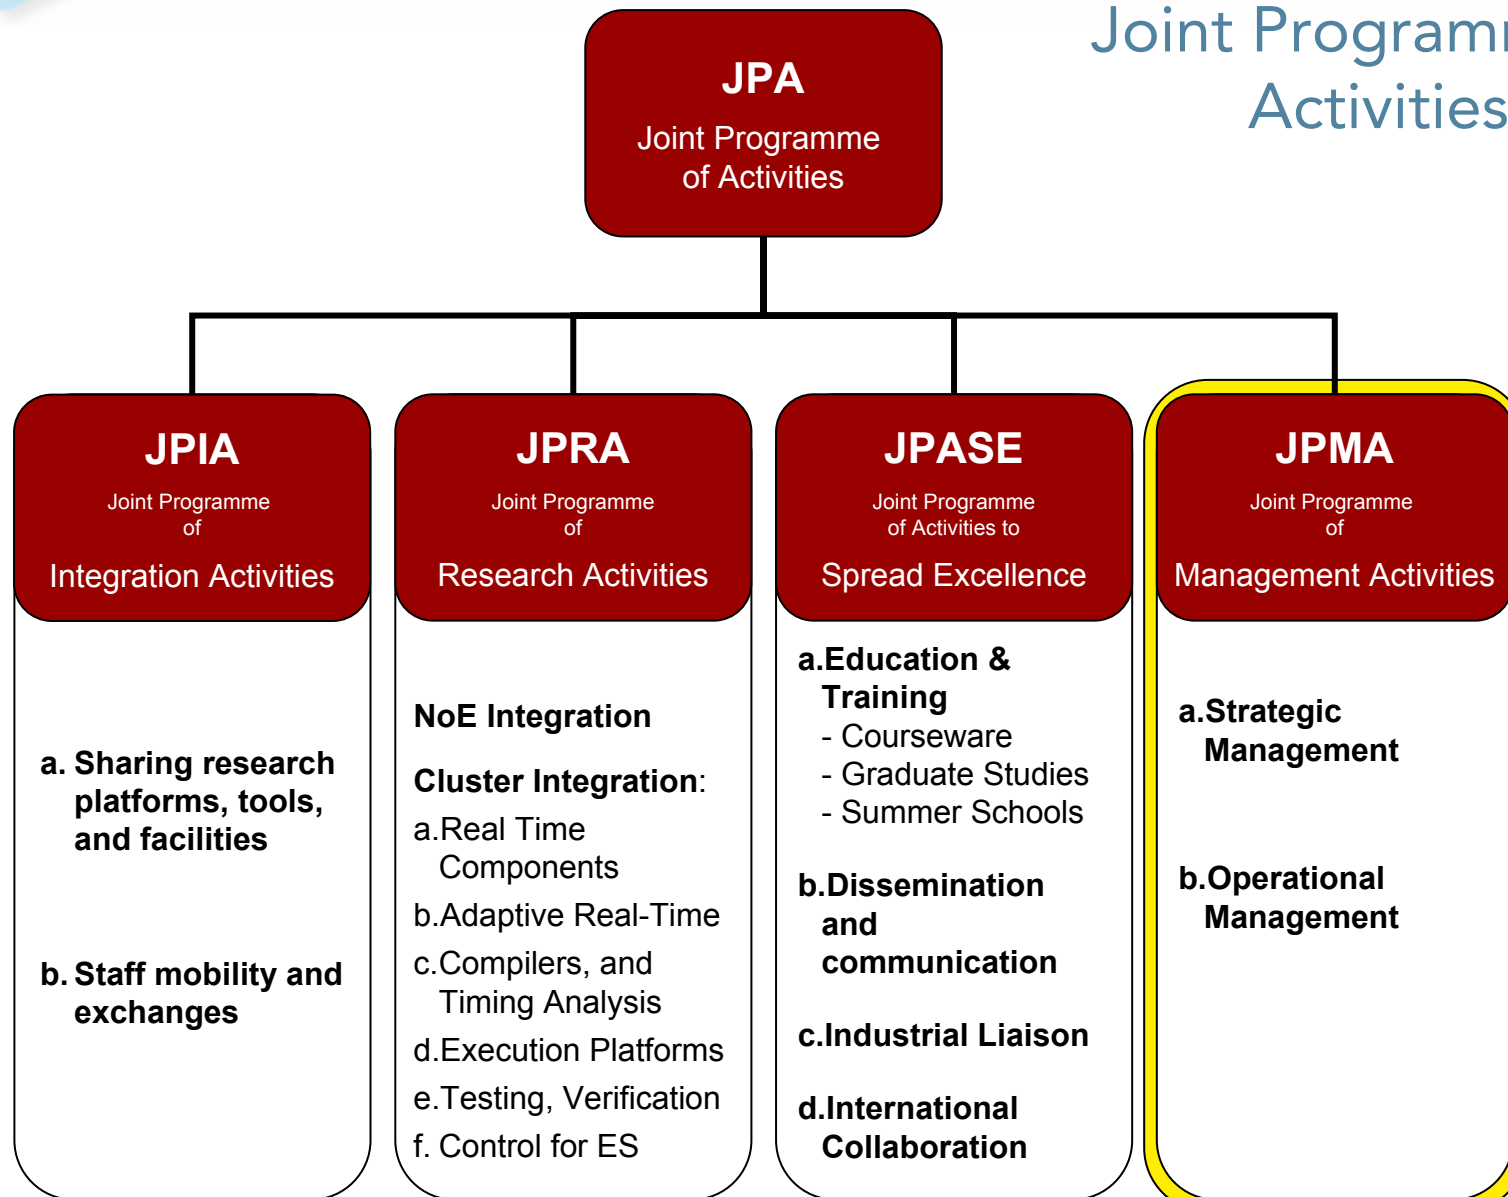 Joint Programm
Activities
JPA
Joint Programme
of Activities
JPIA
Joint Programme
of
Integration Activities
a. Sharing research
platforms, tools,
and facilities
b. Staff mobility and
exchanges
JPRA
Joint Programme
of
Research Activities
NoE Integration
Cluster Integration:
a.Real Time
Components
b.Adaptive Real-Time
c.Compilers, and
Timing Analysis
d.Execution Platforms
e.Testing, Verification
f. Control for ES
JPASE
Joint Programme
of Activities to
Spread Excellence
a.Education &
Training
- Courseware
- Graduate Studies
- Summer Schools
b.Dissemination
and
communication
c.Industrial Liaison
d.International
Collaboration
JPMA
Joint Programme
of
Management Activities
a.Strategic
Management
b.Operational
Management